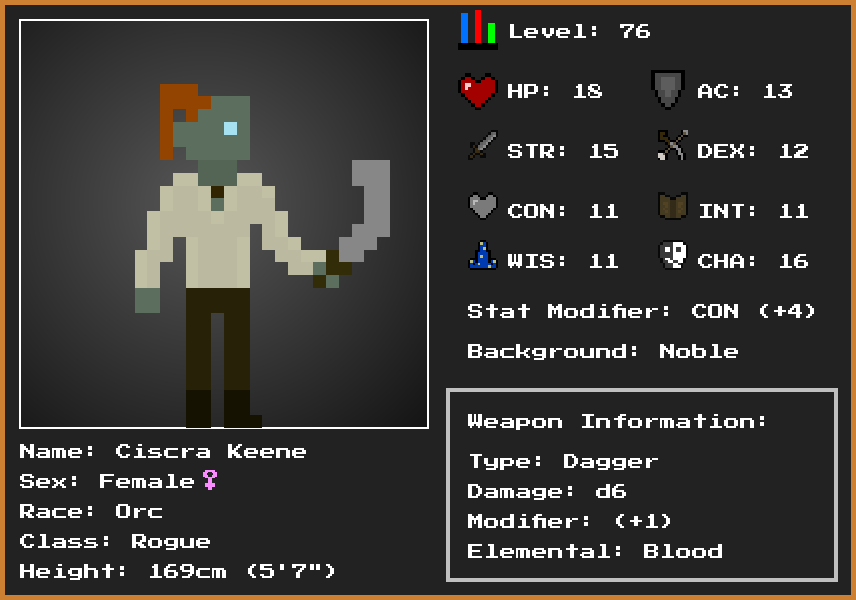 Level: 76
HP: 18 AC: 13
STR: 15 DEX: 12
CON: 11 INT: 11
WIS: 11 CHA: 16
Stat Modifier: CON (+4)
Background: Noble
Weapon Information:
Type: Dagger
Damage: d6
Modifier: (+1)
Elemental: Blood
Name: Ciscra Keene
Sex: Female♀
Race: Orc
Class: Rogue
Height: 169cm (5'7")